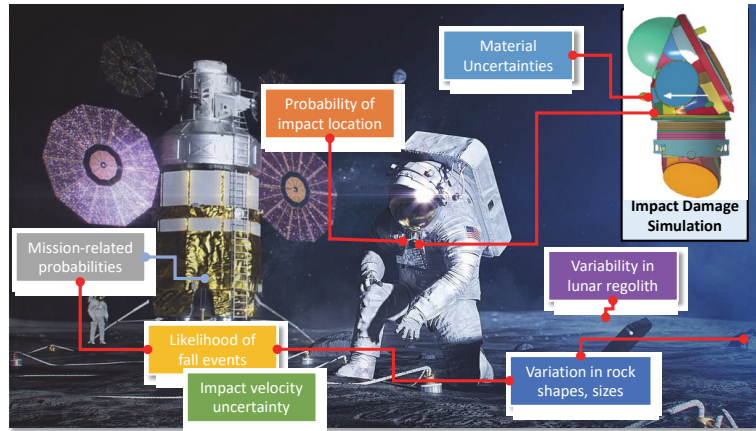 Material
Uncertainties
Probability of
impact location
Impact Damage
Simulation
Mission-related
probabilities
Variability in
lunar regolith
Likelihood of
fall events
Variation in rock
shapes, sizes
Impact velocity
uncertainty